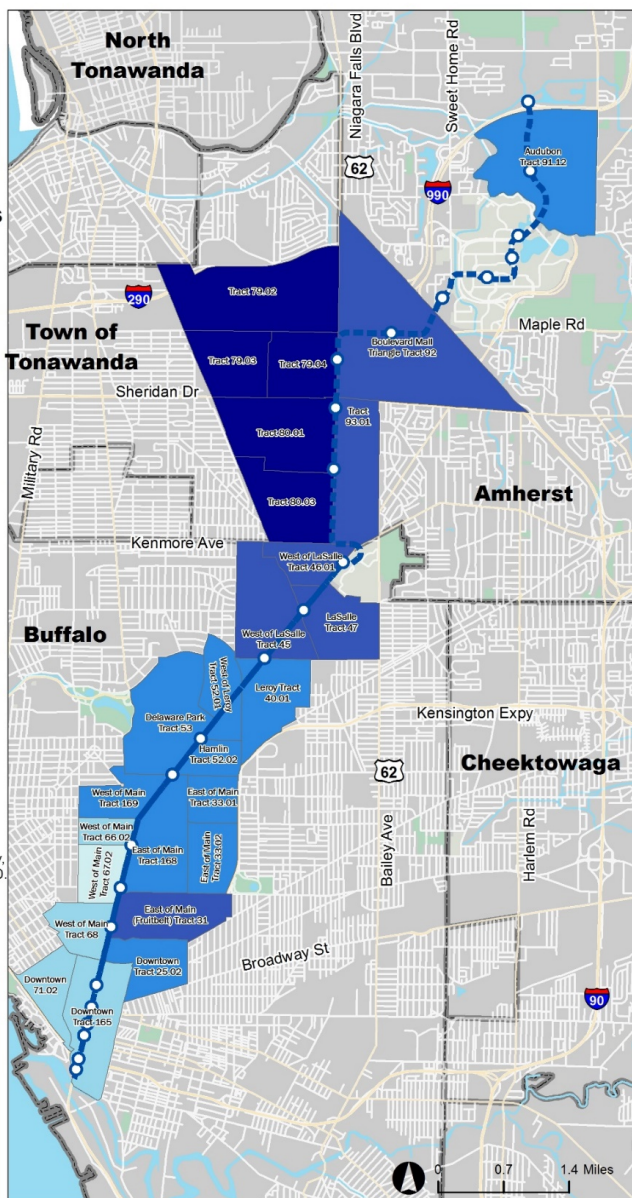 North
Tonawanda
Niagara Falls Blvd
Sweet Home Rd
62
990
Audubon
Tract 91.12
s
290
Tract 79.02
Town of
Tonawanda
Tract 79.03
Tract 79.04
Boulevard Mall
Triangle Tract 92
Maple Rd
Sheridan Dr
Military Rd
Tract
93.01
Tract 80.01
Tract 80.03
Amherst
Kenmore Ave
West of LaSalle
Tract 46.01
Buffalo
West of LaSalle
Tract 45
LaSalle
Tract 47
West of Leroy
Tract 52.01
Leroy Tract
40.01
Delaware Park
Tract 53
Hamlin
Tract 52.02
Kensington Expy
62
Cheektowaga
West of Main
Tract 169
East of Main
Tract 33.01
West of Main
Tract 66.02
East of Main
Tract 168
East of Main
Tract 33.02
West of Main
Tract 67.02
Bailey Ave
Harlem Rd
East of Main
(Fruitbelt) Tract 31
West of Main
Tract 68
Broadway St
Downtown
Tract 25.02
Downtown
71.02
Downtown
Tract 165
90
0 0.7 1.4 Miles